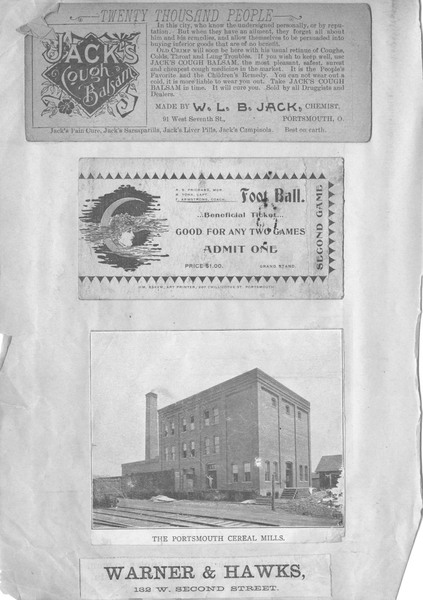 TWENTY THOUSAND PEOPLE
In this city, who know the undersigned personally, or by repu-
tation. But when they have an ailment, they forget all about
him and his remedies, and allow themselves to be persuaded into
buying inferior goods that are of no benefit.
Old Crimp will soon be here with his usual retinue of Coughs,
Colds, Throat and Lung Troubles. If you wish to keep well, use
JACK'S COUGH BALSAM, the most pleasant, safest, surest
and cheapest cough medicine in the market. It is the People's
Favorite and the Children's Remedy. You can not wear out a
cold, it is more liable to wear you out. Take JACK'S COUGH
BALSAM in time. It will cure you. Sold by all Druggists and
Dealers.
JACK'S
Cough
Balsam
MADE BY W. L. B. JACK, CHEMIST,
91 West Seventh St., PORTSMOUTH, O.
Jack's Pain Cure, Jack's Sarsaparilla, Jack's Liver Pills, Jack's Campisola. Best on earth.
Foot Ball.
...Beneficial Ticket...
GOOD FOR ANY TWO GAMES
ADMIT ONE
PRICE $1.00. GRAND STAND.
SECOND GAME
PORTSMOUTH
THE PORTSMOUTH CEREAL MILLS.
WARNER & HAWKS,
132 W. SECOND STREET.